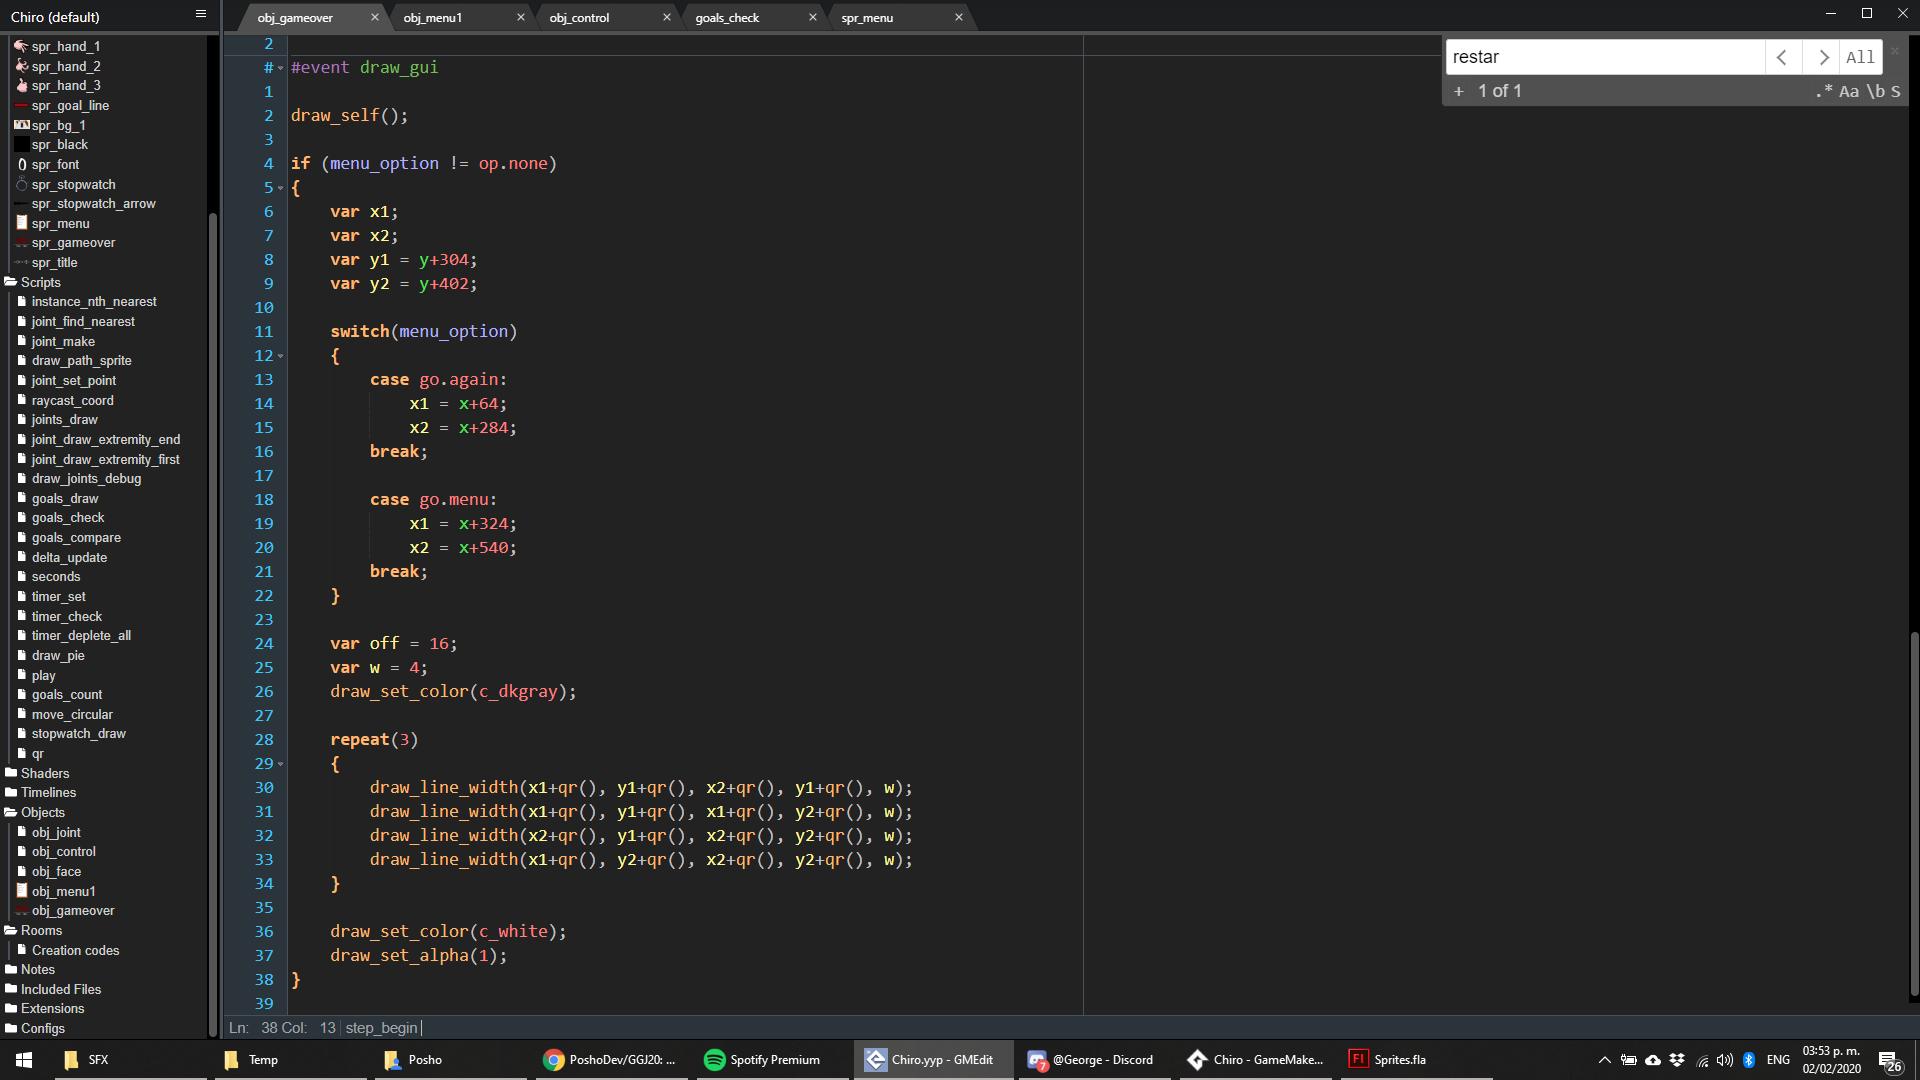 Chiro (default)
spr_hand_1
spr_hand_2
spr_hand_3
spr_goal_line
spr_bg_1
spr_black
spr_font
spr_stopwatch
spr_stopwatch_arrow
spr_menu
spr_gameover
spr_title
Scripts
instance_nth_nearest
joint_find_nearest
joint_make
draw_path_sprite
joint_set_point
raycast_coord
joints_draw
joint_draw_extremity_end
joint_draw_extremity_first
draw_joints_debug
goals_draw
goals_check
goals_compare
delta_update
seconds
timer_set
timer_check
timer_deplete_all
draw_pie
play
goals_count
move_circular
stopwatch_draw
qr
Shaders
Timelines
Objects
obj_joint
obj_control
obj_face
obj_menu1
obj_gameover
Rooms
Creation codes
Notes
Included Files
Extensions
Configs
obj_gameover × obj_menu1 × obj_control × goals_check × spr_menu ×
restar
All
+ 1 of 1 .* Aa \b S
2
# #event draw_gui
1
2 draw_self();
3
4 if (menu_option != op.none)
5 {
6 var x1;
7 var x2;
8 var y1 = y+304;
9 var y2 = y+402;
10
11 switch(menu_option)
12 {
13 case go.again:
14 x1 = x+64;
15 x2 = x+284;
16 break;
17
18 case go.menu:
19 x1 = x+324;
20 x2 = x+540;
21 break;
22 }
23
24 var off = 16;
25 var w = 4;
26 draw_set_color(c_dkgray);
27
28 repeat(3)
29 {
30 draw_line_width(x1+qr(), y1+qr(), x2+qr(), y1+qr(), w);
31 draw_line_width(x1+qr(), y1+qr(), x1+qr(), y2+qr(), w);
32 draw_line_width(x2+qr(), y1+qr(), x2+qr(), y2+qr(), w);
33 draw_line_width(x1+qr(), y2+qr(), x2+qr(), y2+qr(), w);
34 }
35
36 draw_set_color(c_white);
37 draw_set_alpha(1);
38 }
39
Ln: 38 Col: 13 step_begin
SFX
Temp
Posho
PoshoDev/GGJ20: ...
Spotify Premium
Chiro.yyp - GMEdit
7
@George - Discord
Chiro - GameMake...
Fl
Sprites.fla
ENG
03:53 p. m.
02/02/2020
26